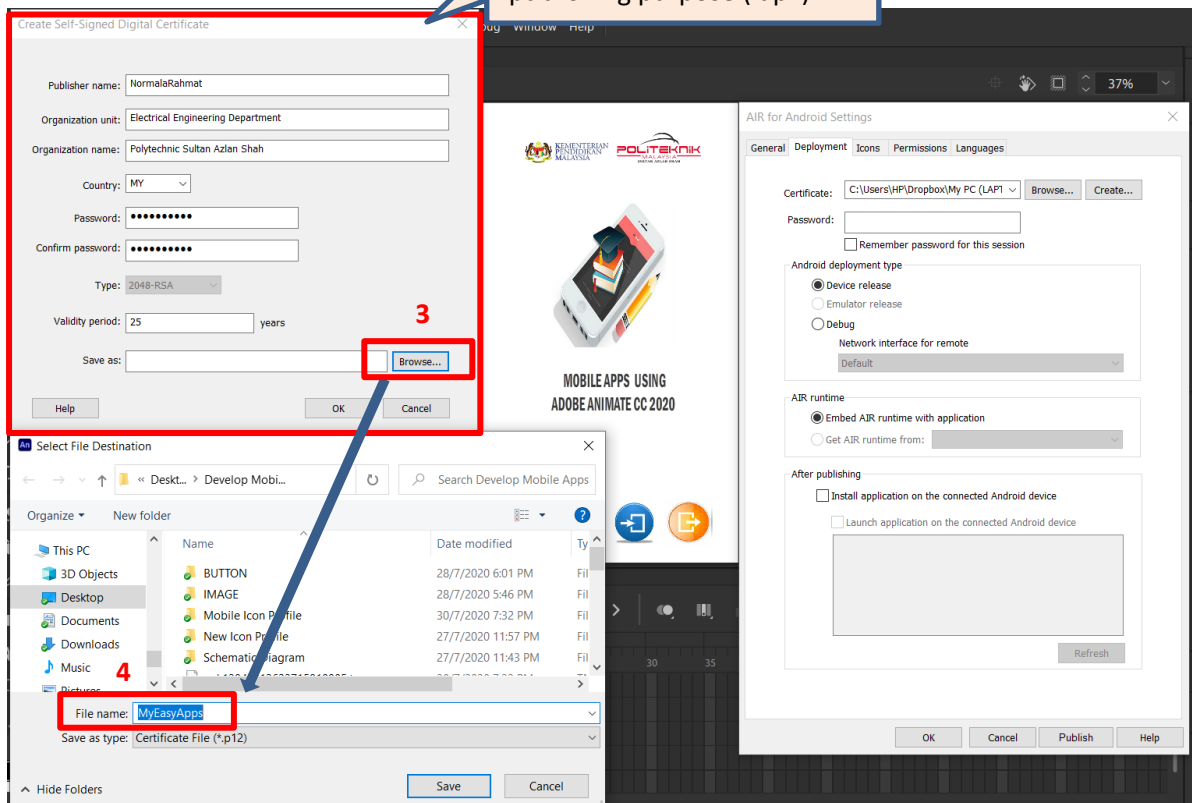 Create Self-Signed Digital Certificate
Publisher name: NormalaRahmat
Organization unit: Electrical Engineering Department
Organization name: Polytechnic Sultan Azlan Shah
Country: MY
Password: ••••••••••
Confirm password: ••••••••••
Type: 2048-RSA
Validity period: 25 years
3
Save as: Browse...
Help OK Cancel
Window Help
37%
KEMENTERIAN
PENDIDIKAN
MALAYSIA
POLITEKNIK
MALAYSIA
MOBILE APPS USING
ADOBE ANIMATE CC 2020
AIR for Android Settings
General Deployment Icons Permissions Languages
Certificate: C:\Users\HP\Dropbox\My PC (LAPT Browse... Create...
Password:
Remember password for this session
Android deployment type
Device release
Emulator release
Debug
Network interface for remote
Default
AIR runtime
Embed AIR runtime with application
Get AIR runtime from:
After publishing
Install application on the connected Android device
Launch application on the connected Android device
Refresh
OK Cancel Publish Help
An Select File Destination
« Deskt... > Develop Mobi... Search Develop Mobile Apps
Organize New folder
This PC
3D Objects
Desktop
Documents
Downloads
Music
Name Date modified Ty
BUTTON 28/7/2020 6:01 PM Fil
IMAGE 28/7/2020 5:46 PM Fil
Mobile Icon Profile 30/7/2020 7:32 PM Fil
New Icon Profile 27/7/2020 11:57 PM Fil
Schematic Diagram 27/7/2020 11:43 PM Fil
4
File name: MyEasyApps
Save as type: Certificate File (*.p12)
Hide Folders Save Cancel
30 35